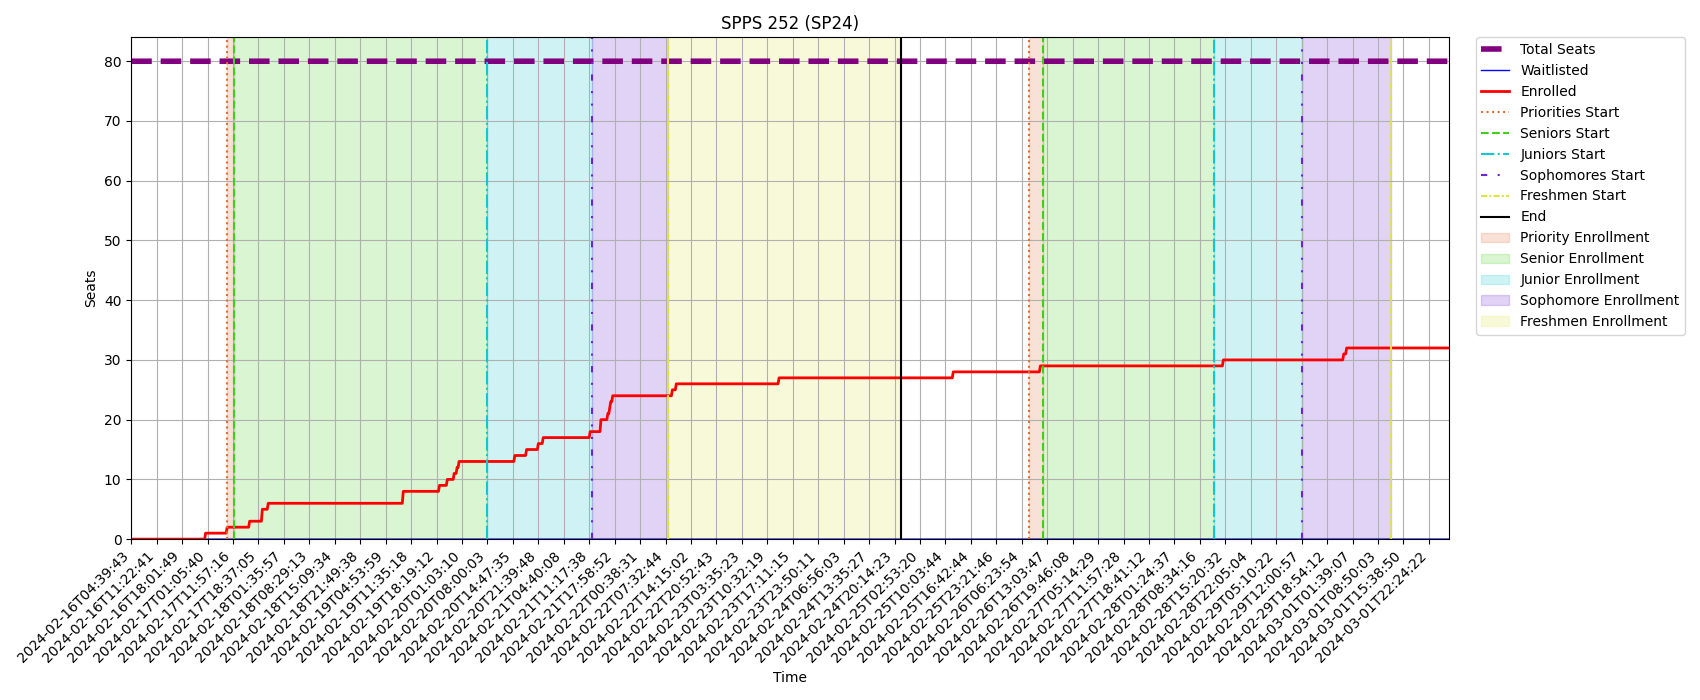 SPPS 252 (SP24)
Seats
80
70
60
50
40
30
20
10
0
2024-02-16T04:39:43
2024-02-16T11:22:41
2024-02-16T18:01:49
2024-02-17T01:05:40
2024-02-17T11:57:16
2024-02-17T18:37:05
2024-02-18T01:35:57
2024-02-18T08:29:13
2024-02-18T15:09:34
2024-02-18T21:49:38
2024-02-19T04:53:59
2024-02-19T11:35:18
2024-02-19T18:19:12
2024-02-20T01:03:10
2024-02-20T08:00:03
2024-02-20T14:47:35
2024-02-20T21:39:48
2024-02-21T04:40:08
2024-02-21T11:17:38
2024-02-21T17:58:52
2024-02-22T00:38:31
2024-02-22T07:32:44
2024-02-22T14:15:02
2024-02-22T20:52:43
2024-02-23T03:35:23
2024-02-23T10:32:19
2024-02-23T17:11:15
2024-02-23T23:50:11
2024-02-24T06:56:03
2024-02-24T13:35:27
2024-02-24T20:14:23
2024-02-25T02:53:20
2024-02-25T10:03:44
2024-02-25T16:42:44
2024-02-25T23:21:46
2024-02-26T06:23:54
2024-02-26T13:03:47
2024-02-26T19:46:08
2024-02-27T05:14:29
2024-02-27T11:57:28
2024-02-27T18:41:12
2024-02-28T01:24:37
2024-02-28T08:34:16
2024-02-28T15:20:32
2024-02-28T22:05:04
2024-02-29T05:10:22
2024-02-29T12:00:57
2024-02-29T18:54:12
2024-03-01T01:39:07
2024-03-01T08:50:03
2024-03-01T15:38:50
2024-03-01T22:24:22
Time
Total Seats
Waitlisted
Enrolled
Priorities Start
Seniors Start
Juniors Start
Sophomores Start
Freshmen Start
End
Priority Enrollment
Senior Enrollment
Junior Enrollment
Sophomore Enrollment
Freshmen Enrollment